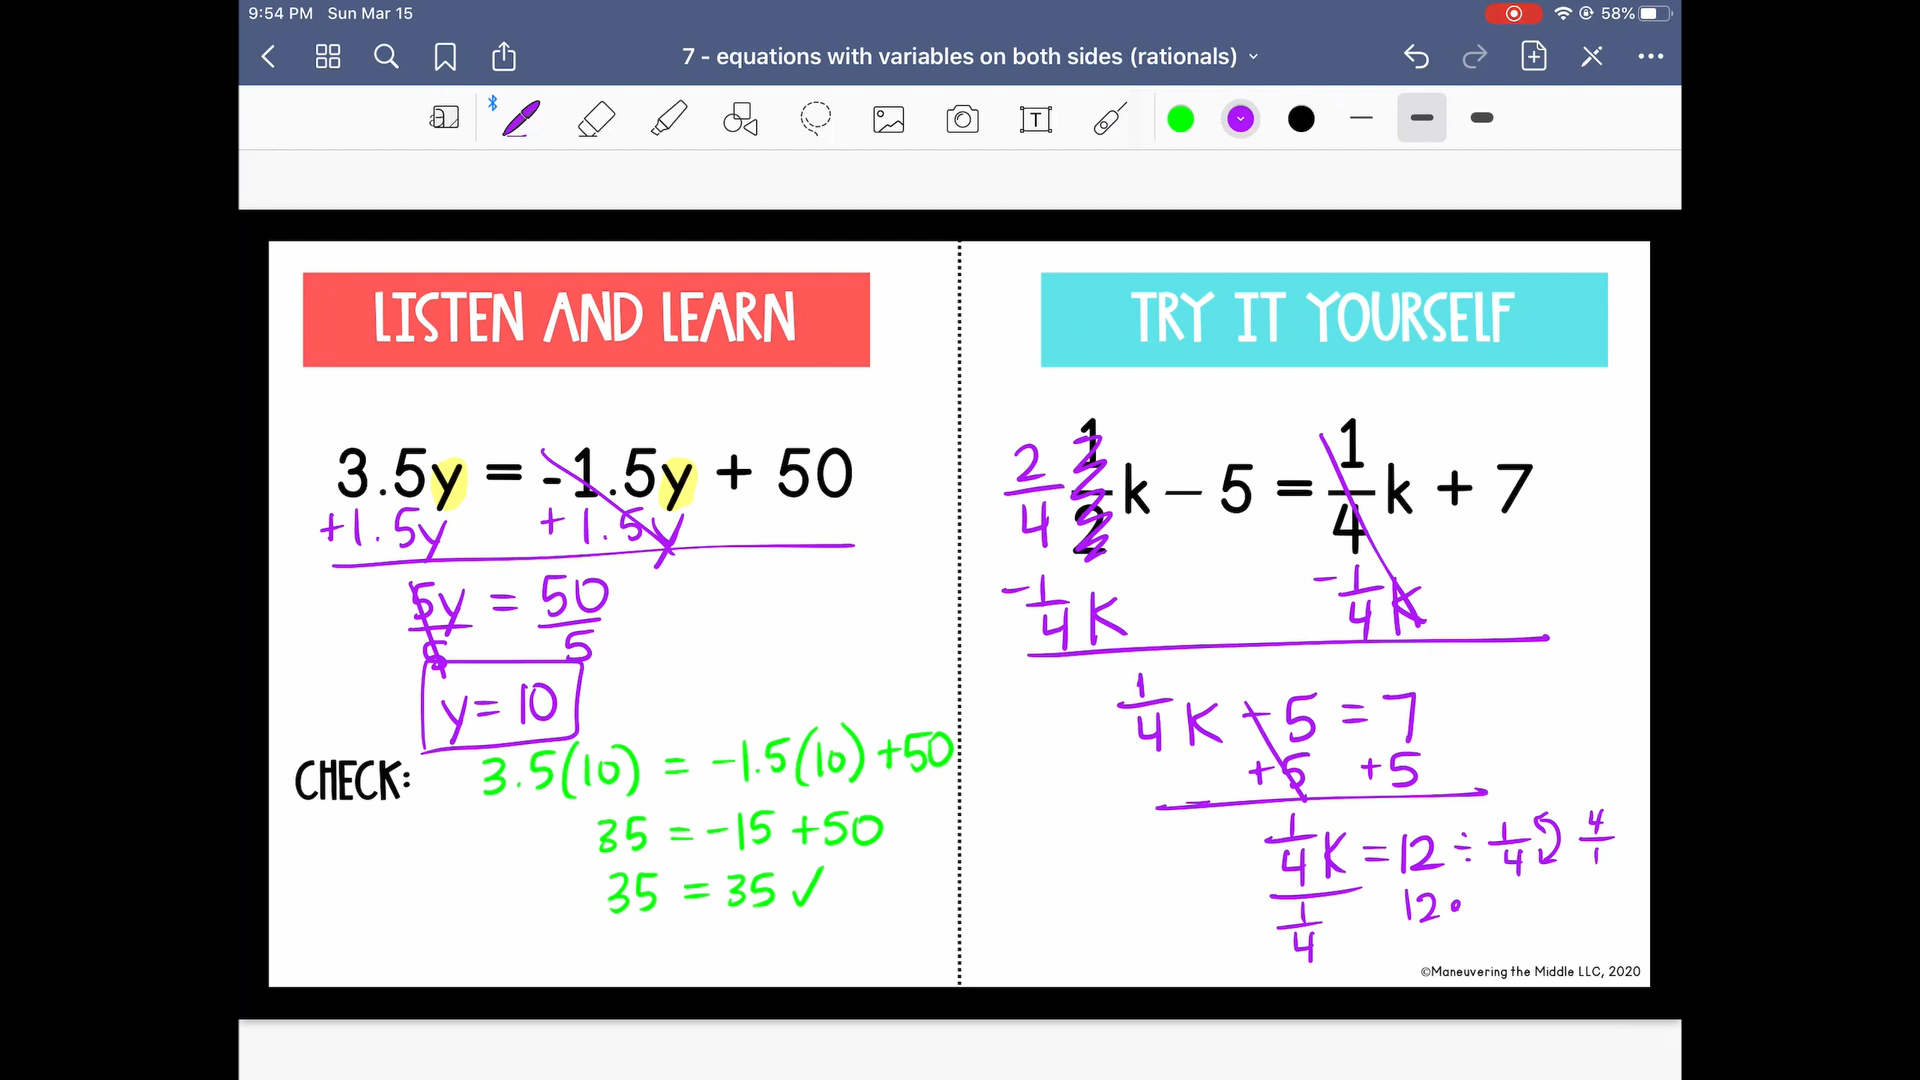 9:54 PM Sun Mar 15
58%
7 - equations with variables on both sides (rationals)
T
LISTEN AND LEARN
3.5y = -1.5y + 50
+1.5y +1.5y
5y = 50
5 5
y = 10
CHECK: 3.5(10) = -1.5(10) +50
35 = -15 +50
35 = 35 ✓
TRY IT YOURSELF
2/4 1/2 k – 5 = 1/4 k + 7
-1/4 K -1/4 K
1/4 K - 5 = 7
+5 +5
1/4 K = 12 ÷ 1/4 4/1
1/4 12 •
©Maneuvering the Middle LLC, 2020